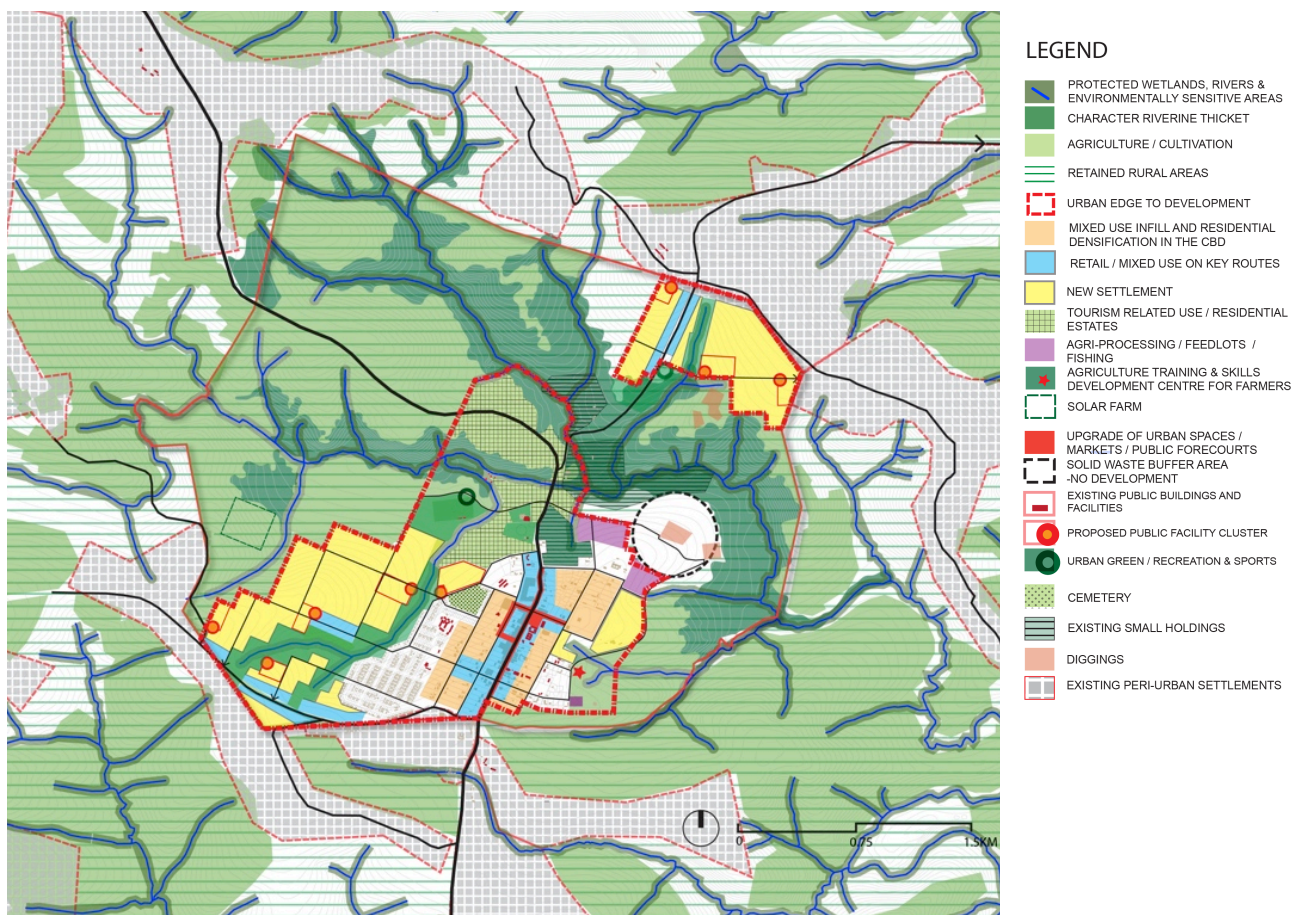 LEGEND
PROTECTED WETLANDS, RIVERS &
ENVIRONMENTALLY SENSITIVE AREAS
CHARACTER RIVERINE THICKET
AGRICULTURE / CULTIVATION
RETAINED RURAL AREAS
URBAN EDGE TO DEVELOPMENT
MIXED USE INFILL AND RESIDENTIAL
DENSIFICATION IN THE CBD
RETAIL / MIXED USE ON KEY ROUTES
NEW SETTLEMENT
TOURISM RELATED USE / RESIDENTIAL
ESTATES
AGRI-PROCESSING / FEEDLOTS /
FISHING
AGRICULTURE TRAINING & SKILLS
DEVELOPMENT CENTRE FOR FARMERS
SOLAR FARM
UPGRADE OF URBAN SPACES /
MARKETS / PUBLIC FORECOURTS
SOLID WASTE BUFFER AREA
-NO DEVELOPMENT
EXISTING PUBLIC BUILDINGS AND
FACILITIES
PROPOSED PUBLIC FACILITY CLUSTER
URBAN GREEN / RECREATION & SPORTS
CEMETERY
EXISTING SMALL HOLDINGS
DIGGINGS
EXISTING PERI-URBAN SETTLEMENTS
0 0.75 1.5KM